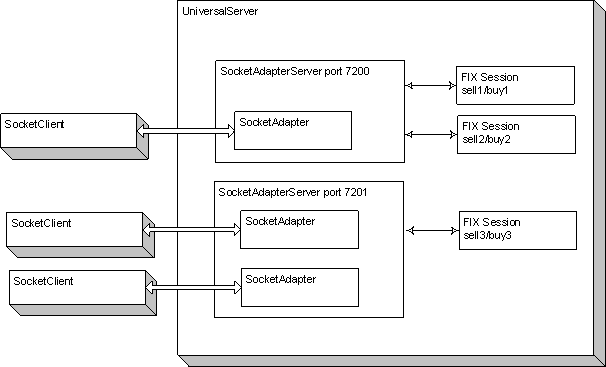 UniversalServer
SocketAdapterServer port 7200
FIX Session
sell1/buy1
SocketClient
SocketAdapter
FIX Session
sell2/buy2
SocketAdapterServer port 7201
SocketClient
SocketAdapter
FIX Session
sell3/buy3
SocketClient
SocketAdapter